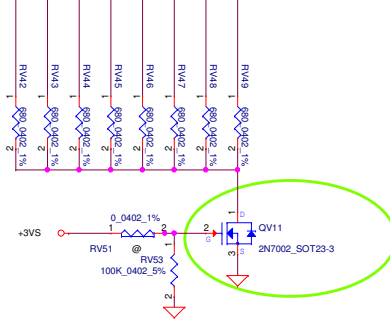 RV42
RV43
RV44
RV45
RV46
RV47
RV48
RV49
1
1
1
1
1
1
1
1
680_0402_1%
680_0402_1%
680_0402_1%
680_0402_1%
680_0402_1%
680_0402_1%
680_0402_1%
680_0402_1%
2
2
2
2
2
2
2
2
0_0402_1%
+3VS
1
2
RV51
@
1
RV53
100K_0402_5%
2
1
D
2
G
QV11
3
S
2N7002_SOT23-3